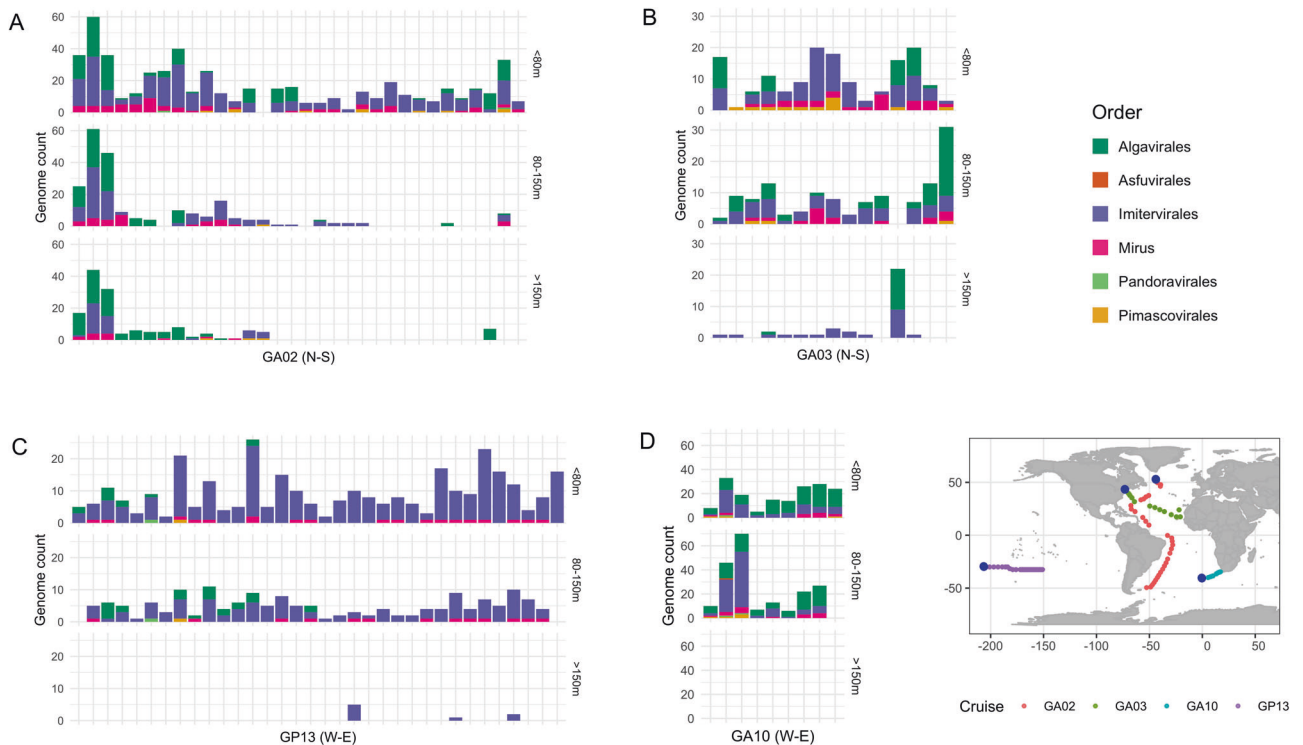 A
60
40
20
0
<80m
60
40
20
0
80-150m
60
40
20
0
>150m
Genome count
GA02 (N-S)
B
30
20
10
0
<80m
30
20
10
0
80-150m
30
20
10
0
>150m
Genome count
GA03 (N-S)
Order
Algavirales
Asfuvirales
Imitervirales
Mirus
Pandoravirales
Pimascovirales
C
20
10
0
<80m
20
10
0
80-150m
20
10
5
0
>150m
Genome count
GP13 (W-E)
D
60
40
20
0
<80m
60
40
20
0
80-150m
60
40
20
0
>150m
Genome count
GA10 (W-E)
50
0
-50
-200 -150 -100 -50 0 50
Cruise GA02 GA03 GA10 GP13